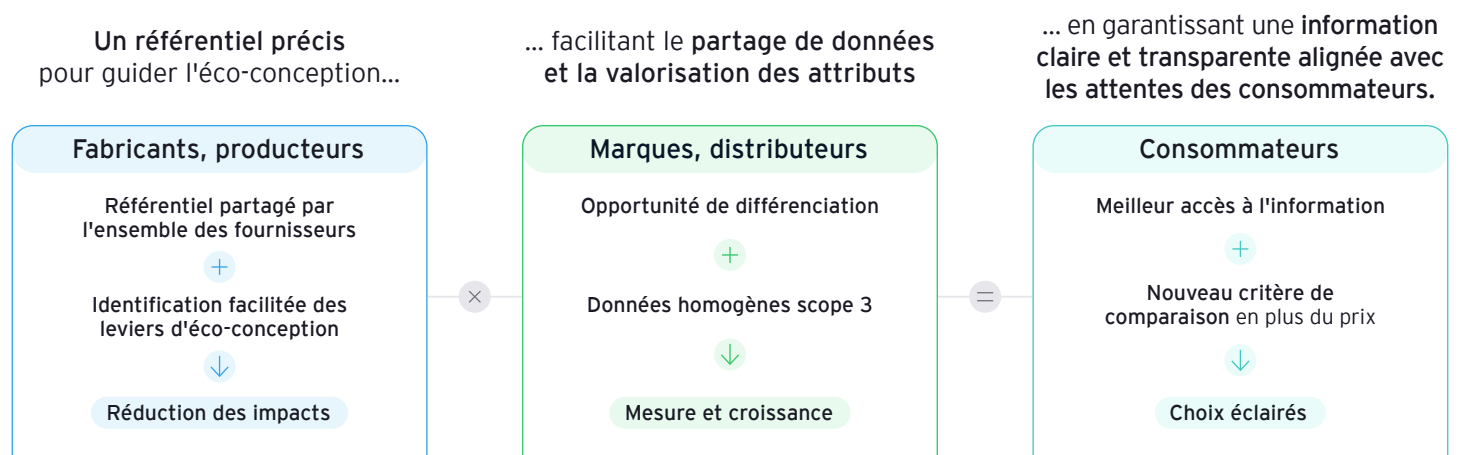 Un référentiel précis
pour guider l'éco-conception...
... facilitant le partage de données
et la valorisation des attributs
... en garantissant une information
claire et transparente alignée avec
les attentes des consommateurs.
Fabricants, producteurs
Référentiel partagé par
l'ensemble des fournisseurs
+
Identification facilitée des
leviers d'éco-conception
↓
Réduction des impacts
×
Marques, distributeurs
Opportunité de différenciation
+
Données homogènes scope 3
↓
Mesure et croissance
=
Consommateurs
Meilleur accès à l'information
+
Nouveau critère de
comparaison en plus du prix
↓
Choix éclairés